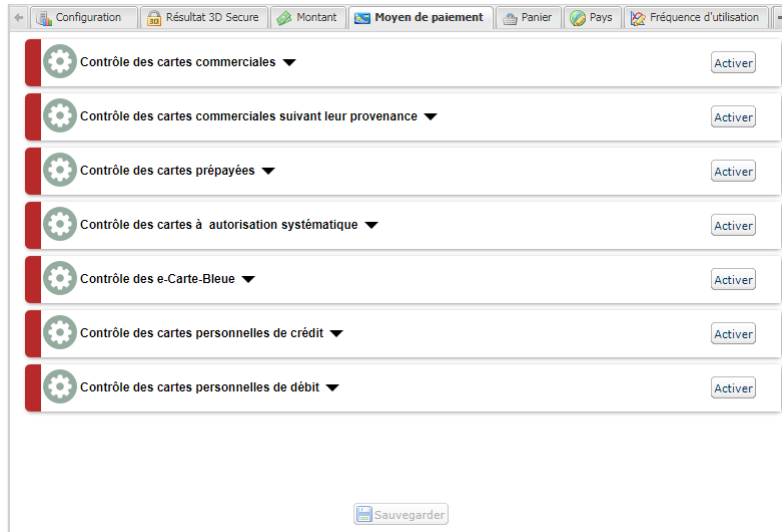 Configuration 3D Résultat 3D Secure Montant Moyen de paiement Panier Pays Fréquence d'utilisation
Contrôle des cartes commerciales Activer
Contrôle des cartes commerciales suivant leur provenance Activer
Contrôle des cartes prépayées Activer
Contrôle des cartes à autorisation systématique Activer
Contrôle des e-Carte-Bleue Activer
Contrôle des cartes personnelles de crédit Activer
Contrôle des cartes personnelles de débit Activer
Sauvegarder